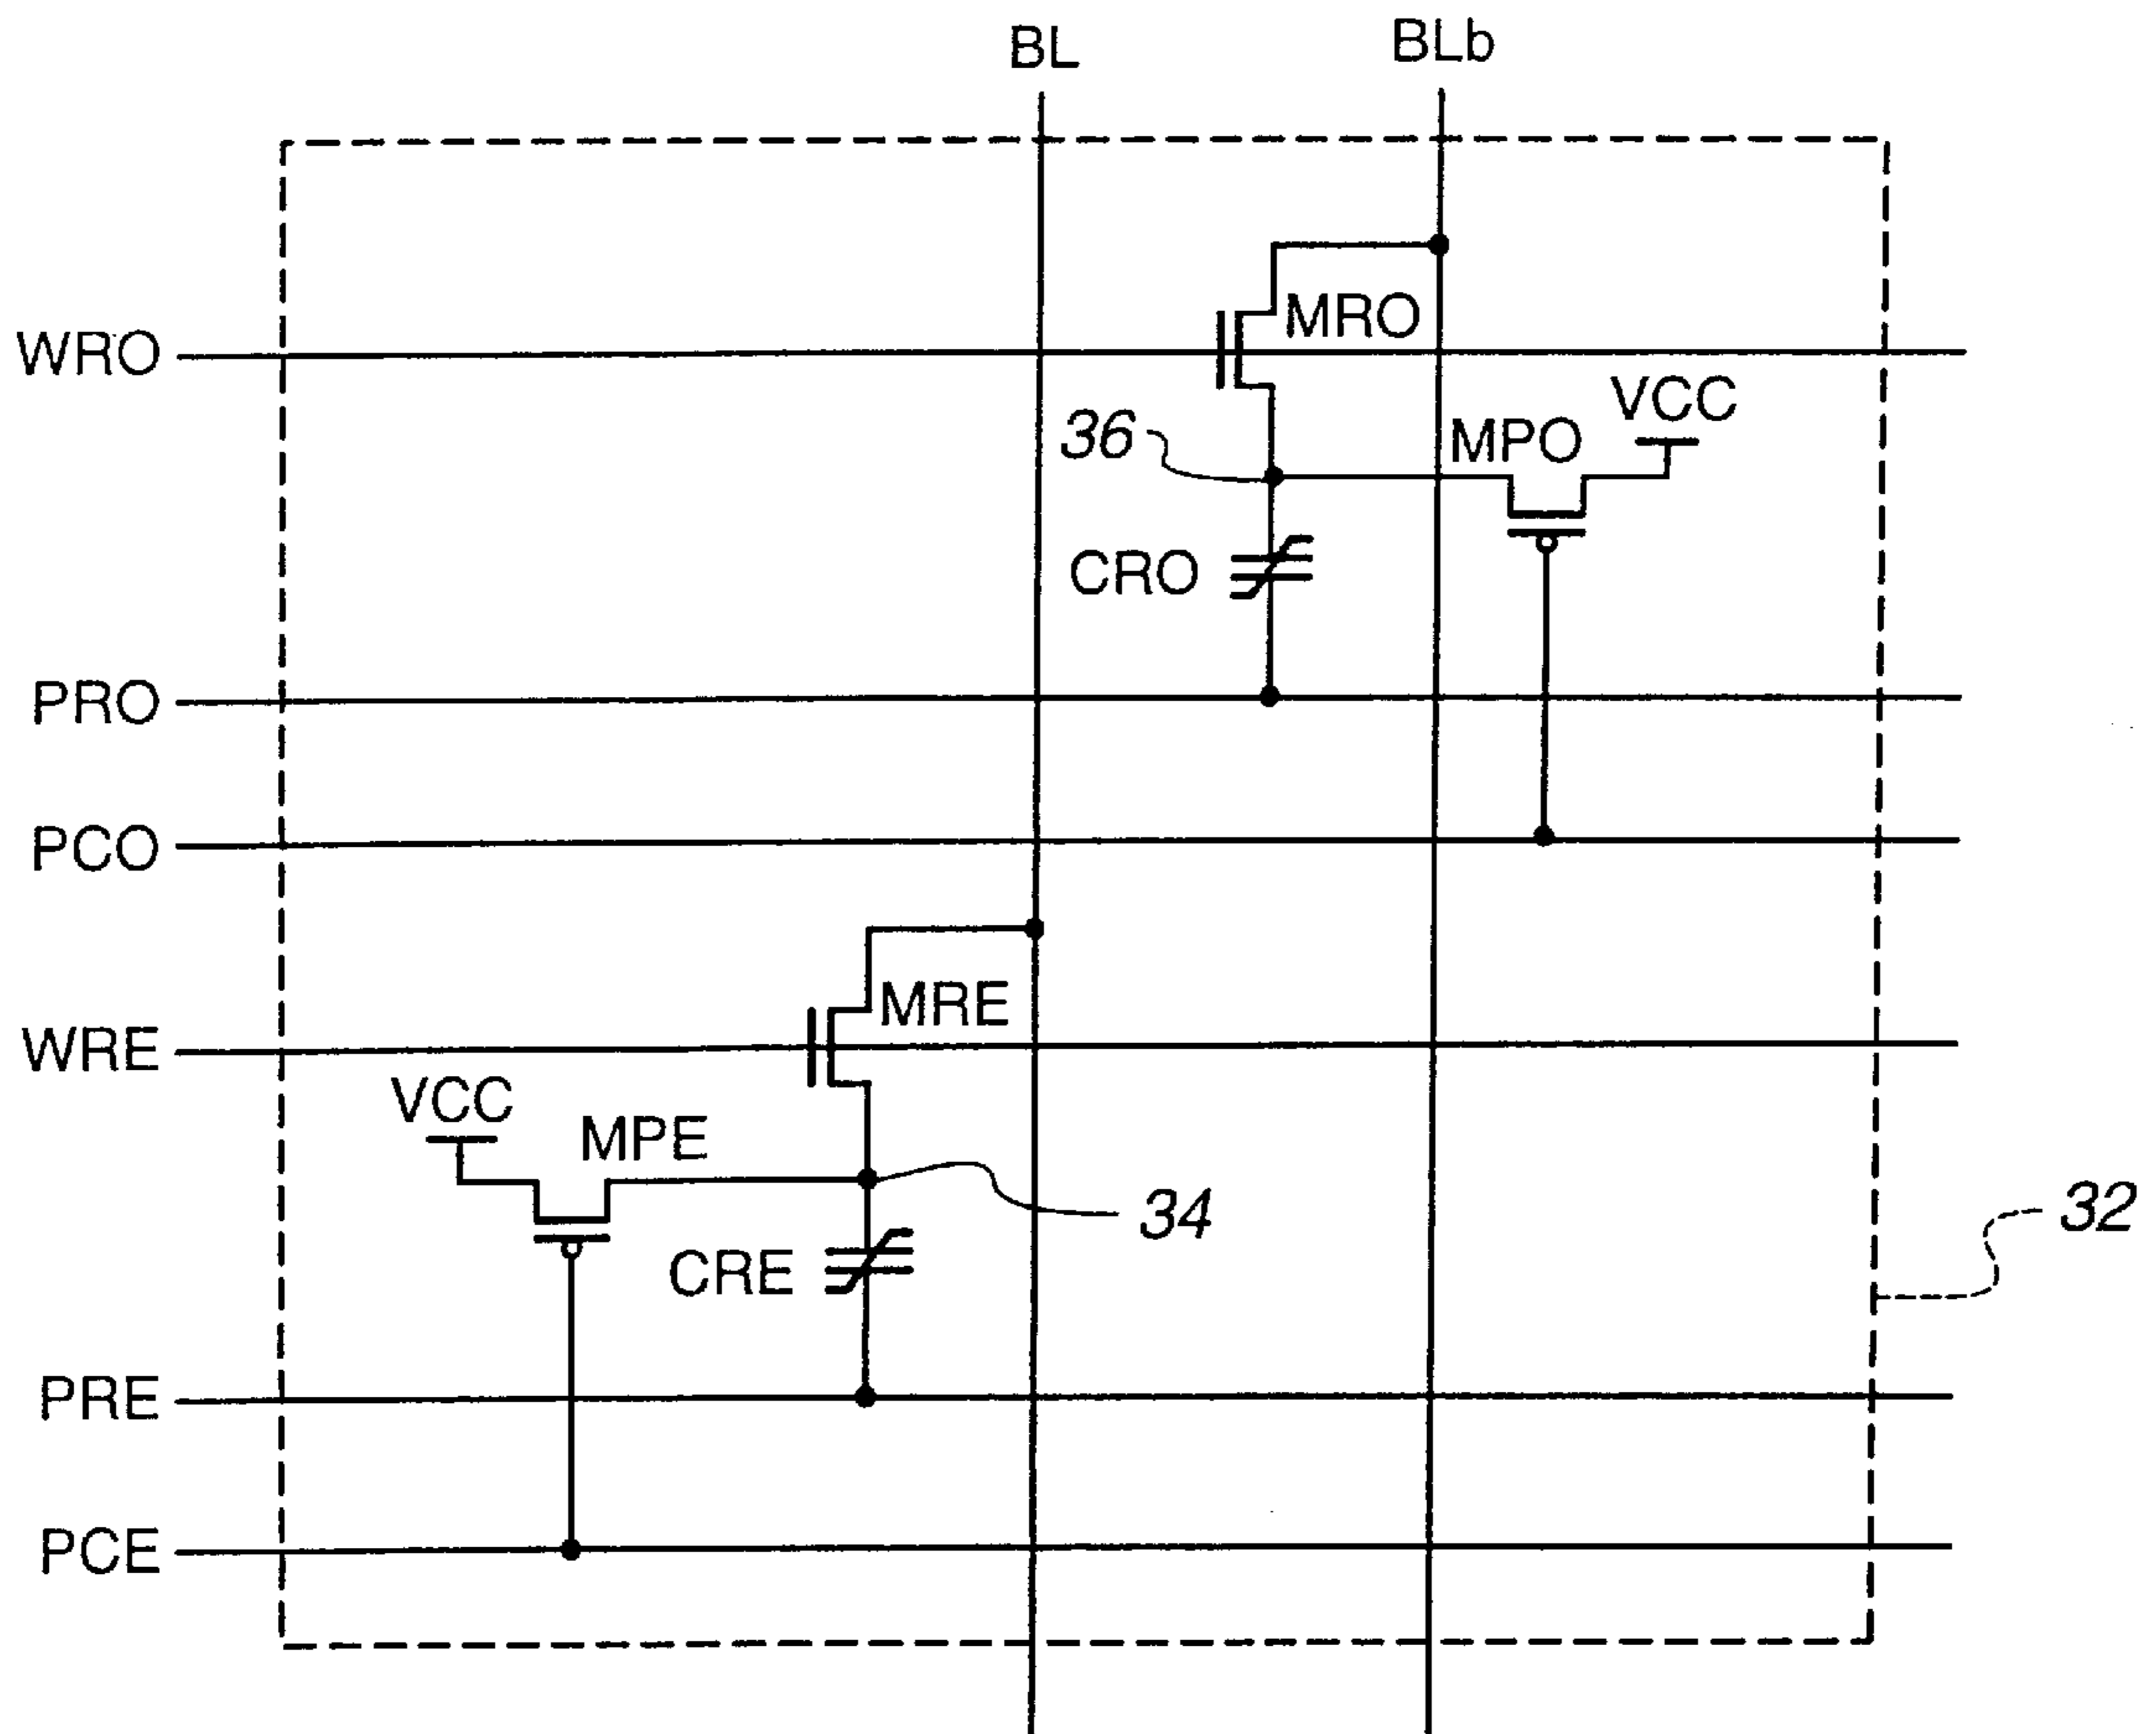 BL
BLb
MRO
WRO
VCC
MPO
36
CRO
PRO
PCO
MRE
WRE
VCC
MPE
34
32
CRE
PRE
PCE